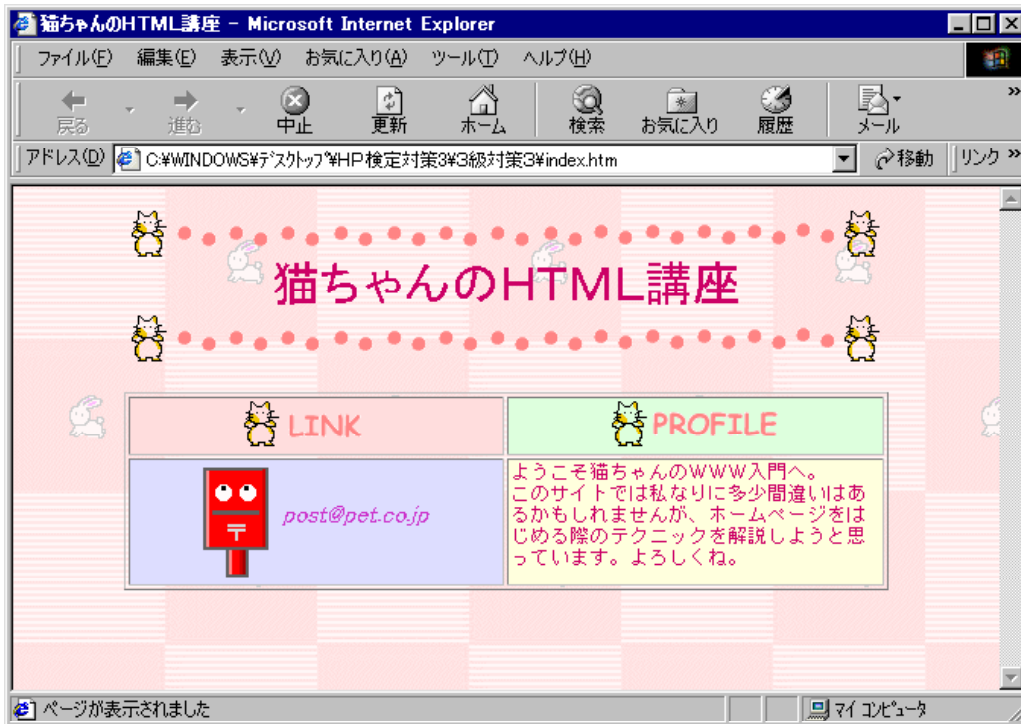 猫ちゃんのHTML講座 - Microsoft Internet Explorer
ファイル(F) 編集(E) 表示(V) お気に入り(A) ツール(T) ヘルプ(H)
戻る 進む 中止 更新 ホーム 検索 お気に入り 履歴 メール »
アドレス(D) C:¥WINDOWS¥デスクトップ¥HP検定対策3¥3級対策3¥index.htm 移動 リンク »
猫ちゃんのHTML講座
LINK
PROFILE
post@pet.co.jp
ようこそ猫ちゃんのWWW入門へ。
このサイトでは私なりに多少間違いはあ
るかもしれませんが、ホームページをは
じめる際のテクニックを解説しようと思
っています。よろしくね。
ページが表示されました マイ コンピュータ